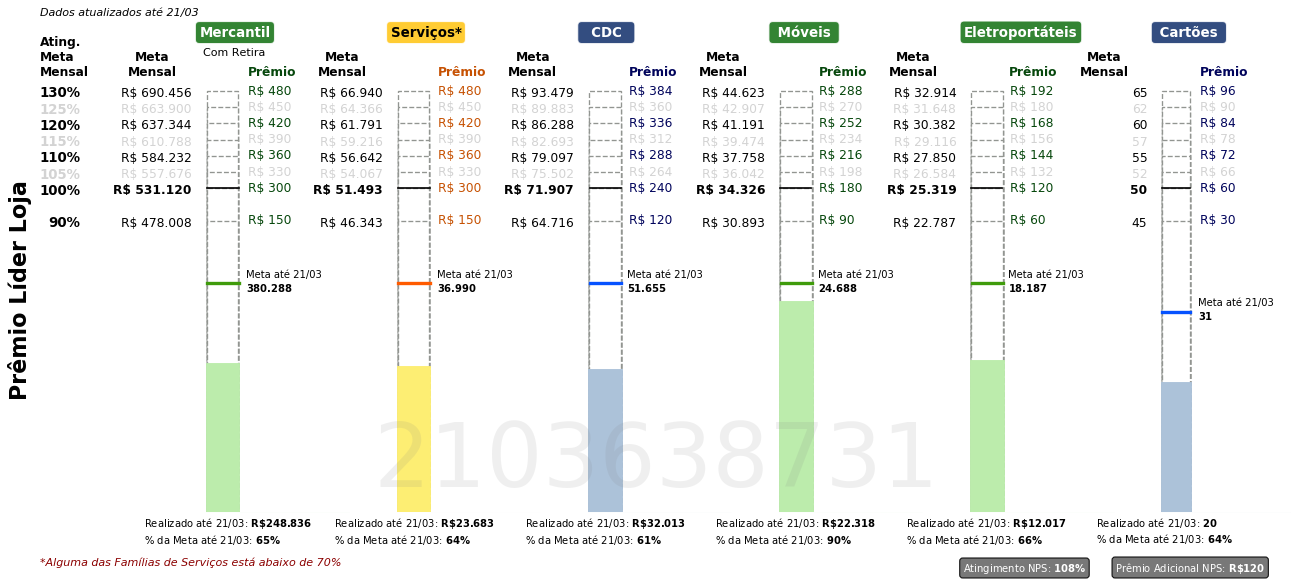 Dados atualizados até 21/03
Mercantil Serviços* CDC Móveis Eletroportáteis Cartões
Com Retira
Ating. Meta Mensal
Meta Mensal Prêmio Meta Mensal Prêmio Meta Mensal Prêmio Meta Mensal Prêmio Meta Mensal Prêmio Meta Mensal Prêmio
130% R$ 690.456 R$ 480 R$ 66.940 R$ 480 R$ 93.479 R$ 384 R$ 44.623 R$ 288 R$ 32.914 R$ 192 65 R$ 96
125% R$ 663.900 R$ 450 R$ 64.366 R$ 450 R$ 89.883 R$ 360 R$ 42.907 R$ 270 R$ 31.648 R$ 180 62 R$ 90
120% R$ 637.344 R$ 420 R$ 61.791 R$ 420 R$ 86.288 R$ 336 R$ 41.191 R$ 252 R$ 30.382 R$ 168 60 R$ 84
115% R$ 610.788 R$ 390 R$ 59.216 R$ 390 R$ 82.693 R$ 312 R$ 39.474 R$ 234 R$ 29.116 R$ 156 57 R$ 78
110% R$ 584.232 R$ 360 R$ 56.642 R$ 360 R$ 79.097 R$ 288 R$ 37.758 R$ 216 R$ 27.850 R$ 144 55 R$ 72
105% R$ 557.676 R$ 330 R$ 54.067 R$ 330 R$ 75.502 R$ 264 R$ 36.042 R$ 198 R$ 26.584 R$ 132 52 R$ 66
100% R$ 531.120 R$ 300 R$ 51.493 R$ 300 R$ 71.907 R$ 240 R$ 34.326 R$ 180 R$ 25.319 R$ 120 50 R$ 60
90% R$ 478.008 R$ 150 R$ 46.343 R$ 150 R$ 64.716 R$ 120 R$ 30.893 R$ 90 R$ 22.787 R$ 60 45 R$ 30
Prêmio Líder Loja
Meta até 21/03 Meta até 21/03 Meta até 21/03 Meta até 21/03 Meta até 21/03
380.288 36.990 51.655 24.688 18.187
Meta até 21/03
31
2103638731
Realizado até 21/03: R$248.836 Realizado até 21/03: R$23.683 Realizado até 21/03: R$32.013 Realizado até 21/03: R$22.318 Realizado até 21/03: R$12.017 Realizado até 21/03: 20
% da Meta até 21/03: 65% % da Meta até 21/03: 64% % da Meta até 21/03: 61% % da Meta até 21/03: 90% % da Meta até 21/03: 66% % da Meta até 21/03: 64%
*Alguma das Famílias de Serviços está abaixo de 70%
Atingimento NPS: 108% Prêmio Adicional NPS: R$120